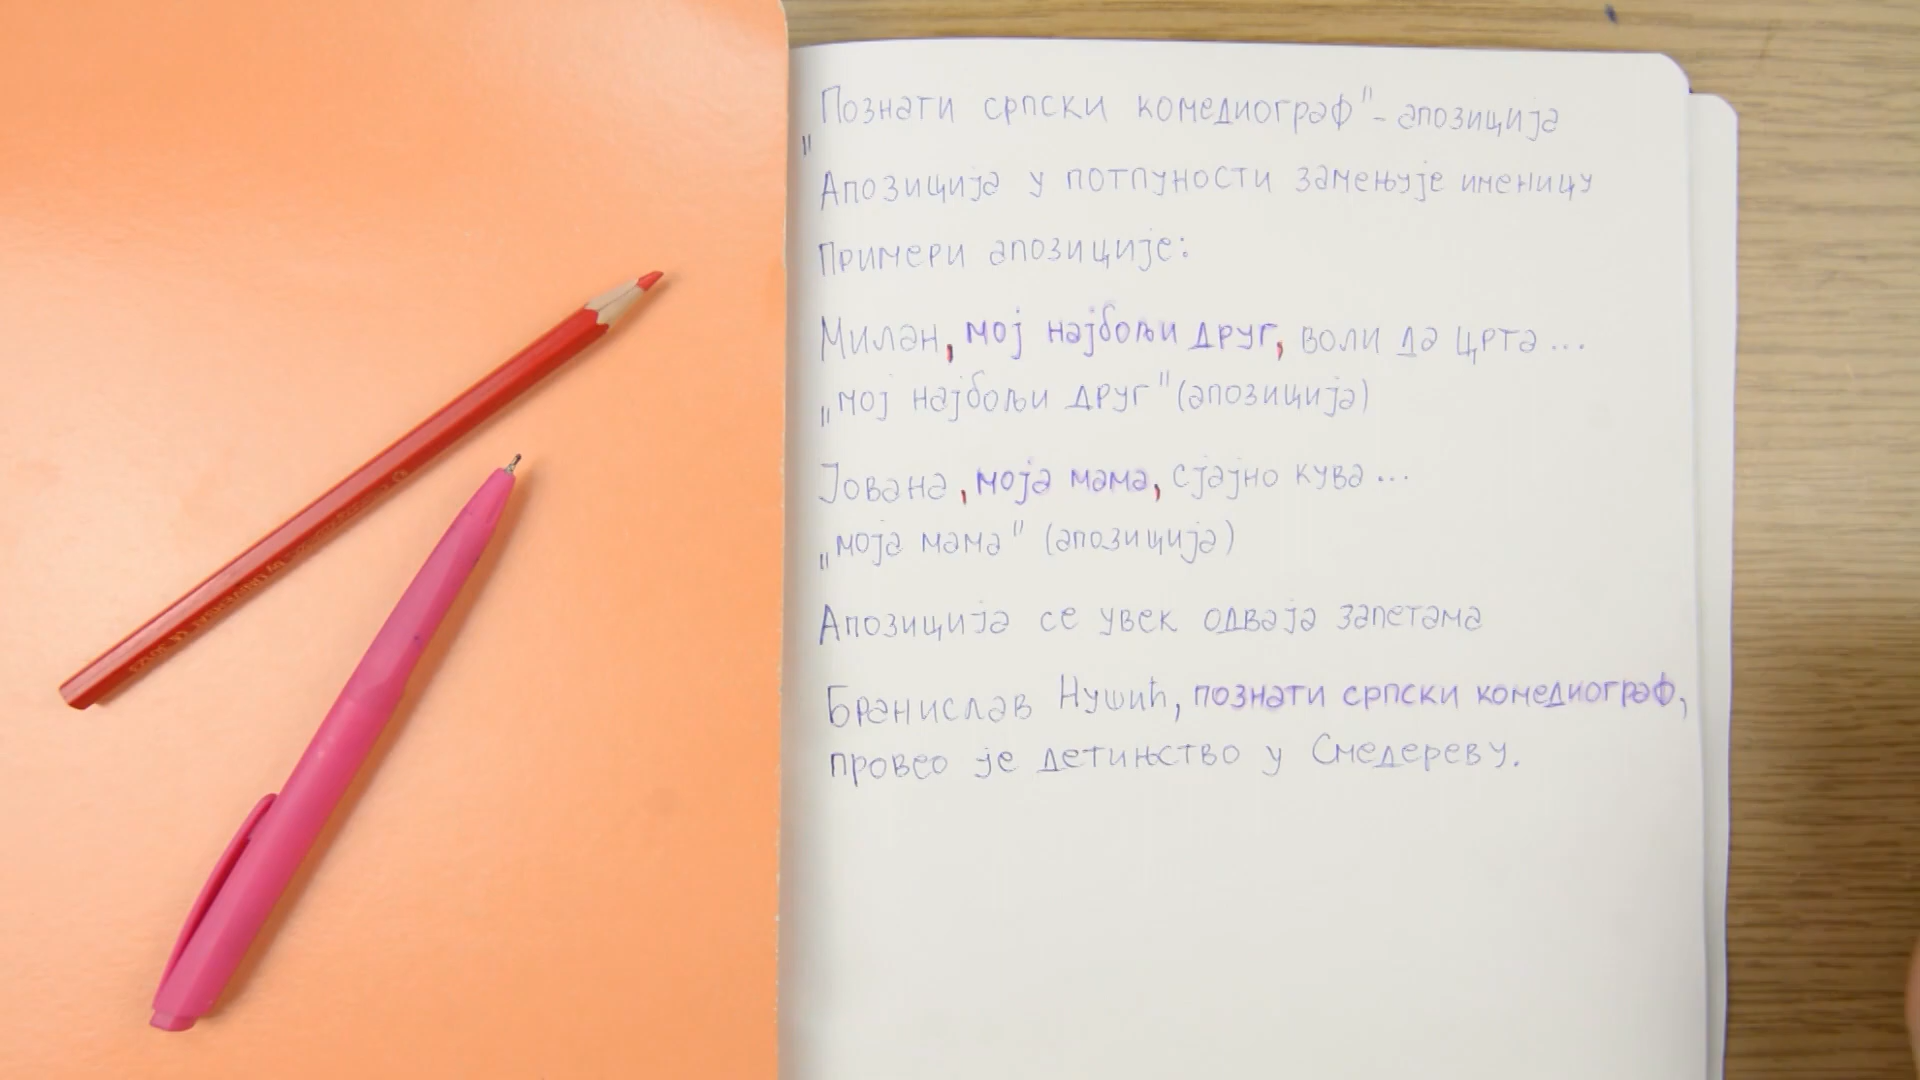 „Познати српски комедиограф" - апозиција
Апозиција у потпуности замењује именицу
Примери апозиције:
Милан, мој најбољи друг, воли да црта...
„мој најбољи друг" (апозиција)
Јована, моја мама, сјајно кува...
„моја мама" (апозиција)
Апозиција се увек одваја запетама
Бранислав Нушић, познати српски комедиограф,
провео је детињство у Смедереву.